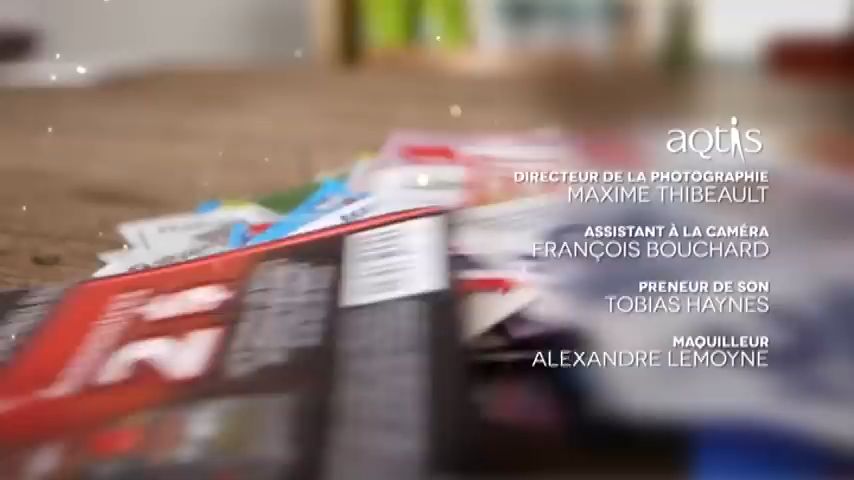 aqtis
DIRECTEUR DE LA PHOTOGRAPHIE
MAXIME THIBEAULT
ASSISTANT À LA CAMÉRA
FRANÇOIS BOUCHARD
PRENEUR DE SON
TOBIAS HAYNES
MAQUILLEUR
ALEXANDRE LEMOYNE